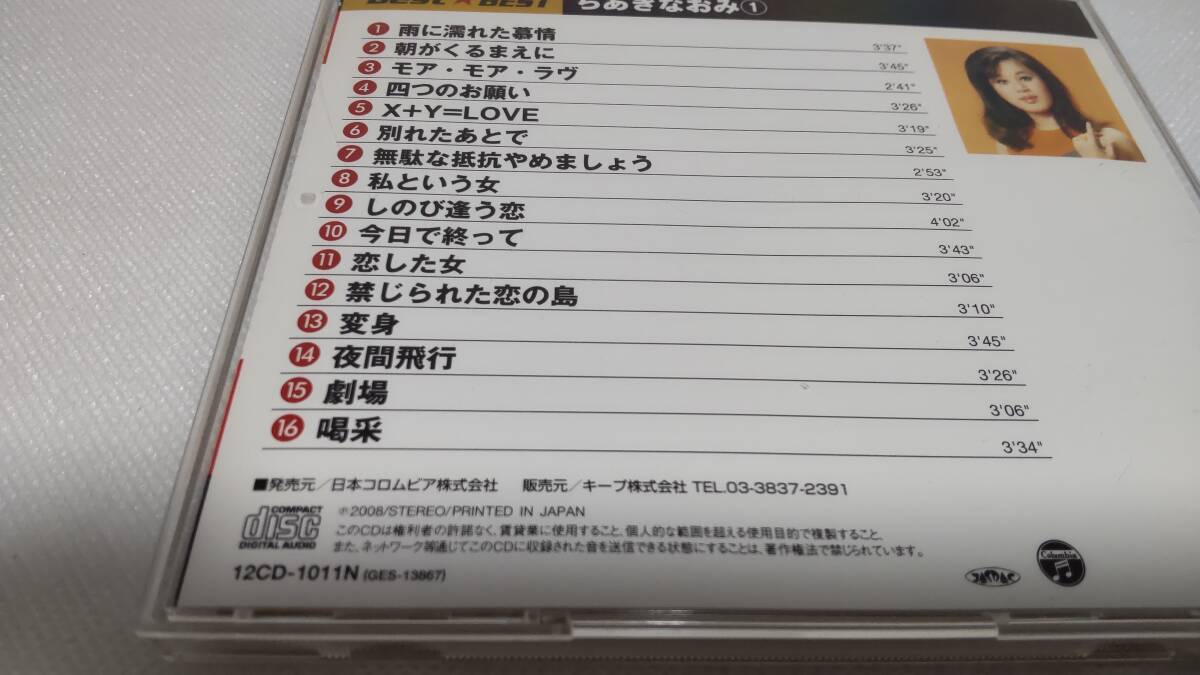 BEST★BEST ちあきなおみ①
1 雨に濡れた慕情 3'37"
2 朝がくるまえに 3'45"
3 モア・モア・ラヴ 2'41"
4 四つのお願い 3'26"
5 X+Y=LOVE 3'19"
6 別れたあとで 3'25"
7 無駄な抵抗やめましょう 2'53"
8 私という女 3'20"
9 しのび逢う恋 4'02"
10 今日で終って 3'43"
11 恋した女 3'06"
12 禁じられた恋の島 3'10"
13 変身 3'45"
14 夜間飛行 3'26"
15 劇場 3'06"
16 喝采 3'34"
■発売元/日本コロムビア株式会社 販売元/キープ株式会社 TEL.03-3837-2391
COMPACT disc DIGITAL AUDIO
℗2008/STEREO/PRINTED IN JAPAN
このCDは権利者の許諾なく、賃貸業に使用すること、個人的な範囲を超える使用目的で複製すること、
また、ネットワーク等通じてこのCDに収録された音を送信できる状態にすることは、著作権法で禁じられています。
12CD-1011N (GES-13867)
JASRAC
Columbia